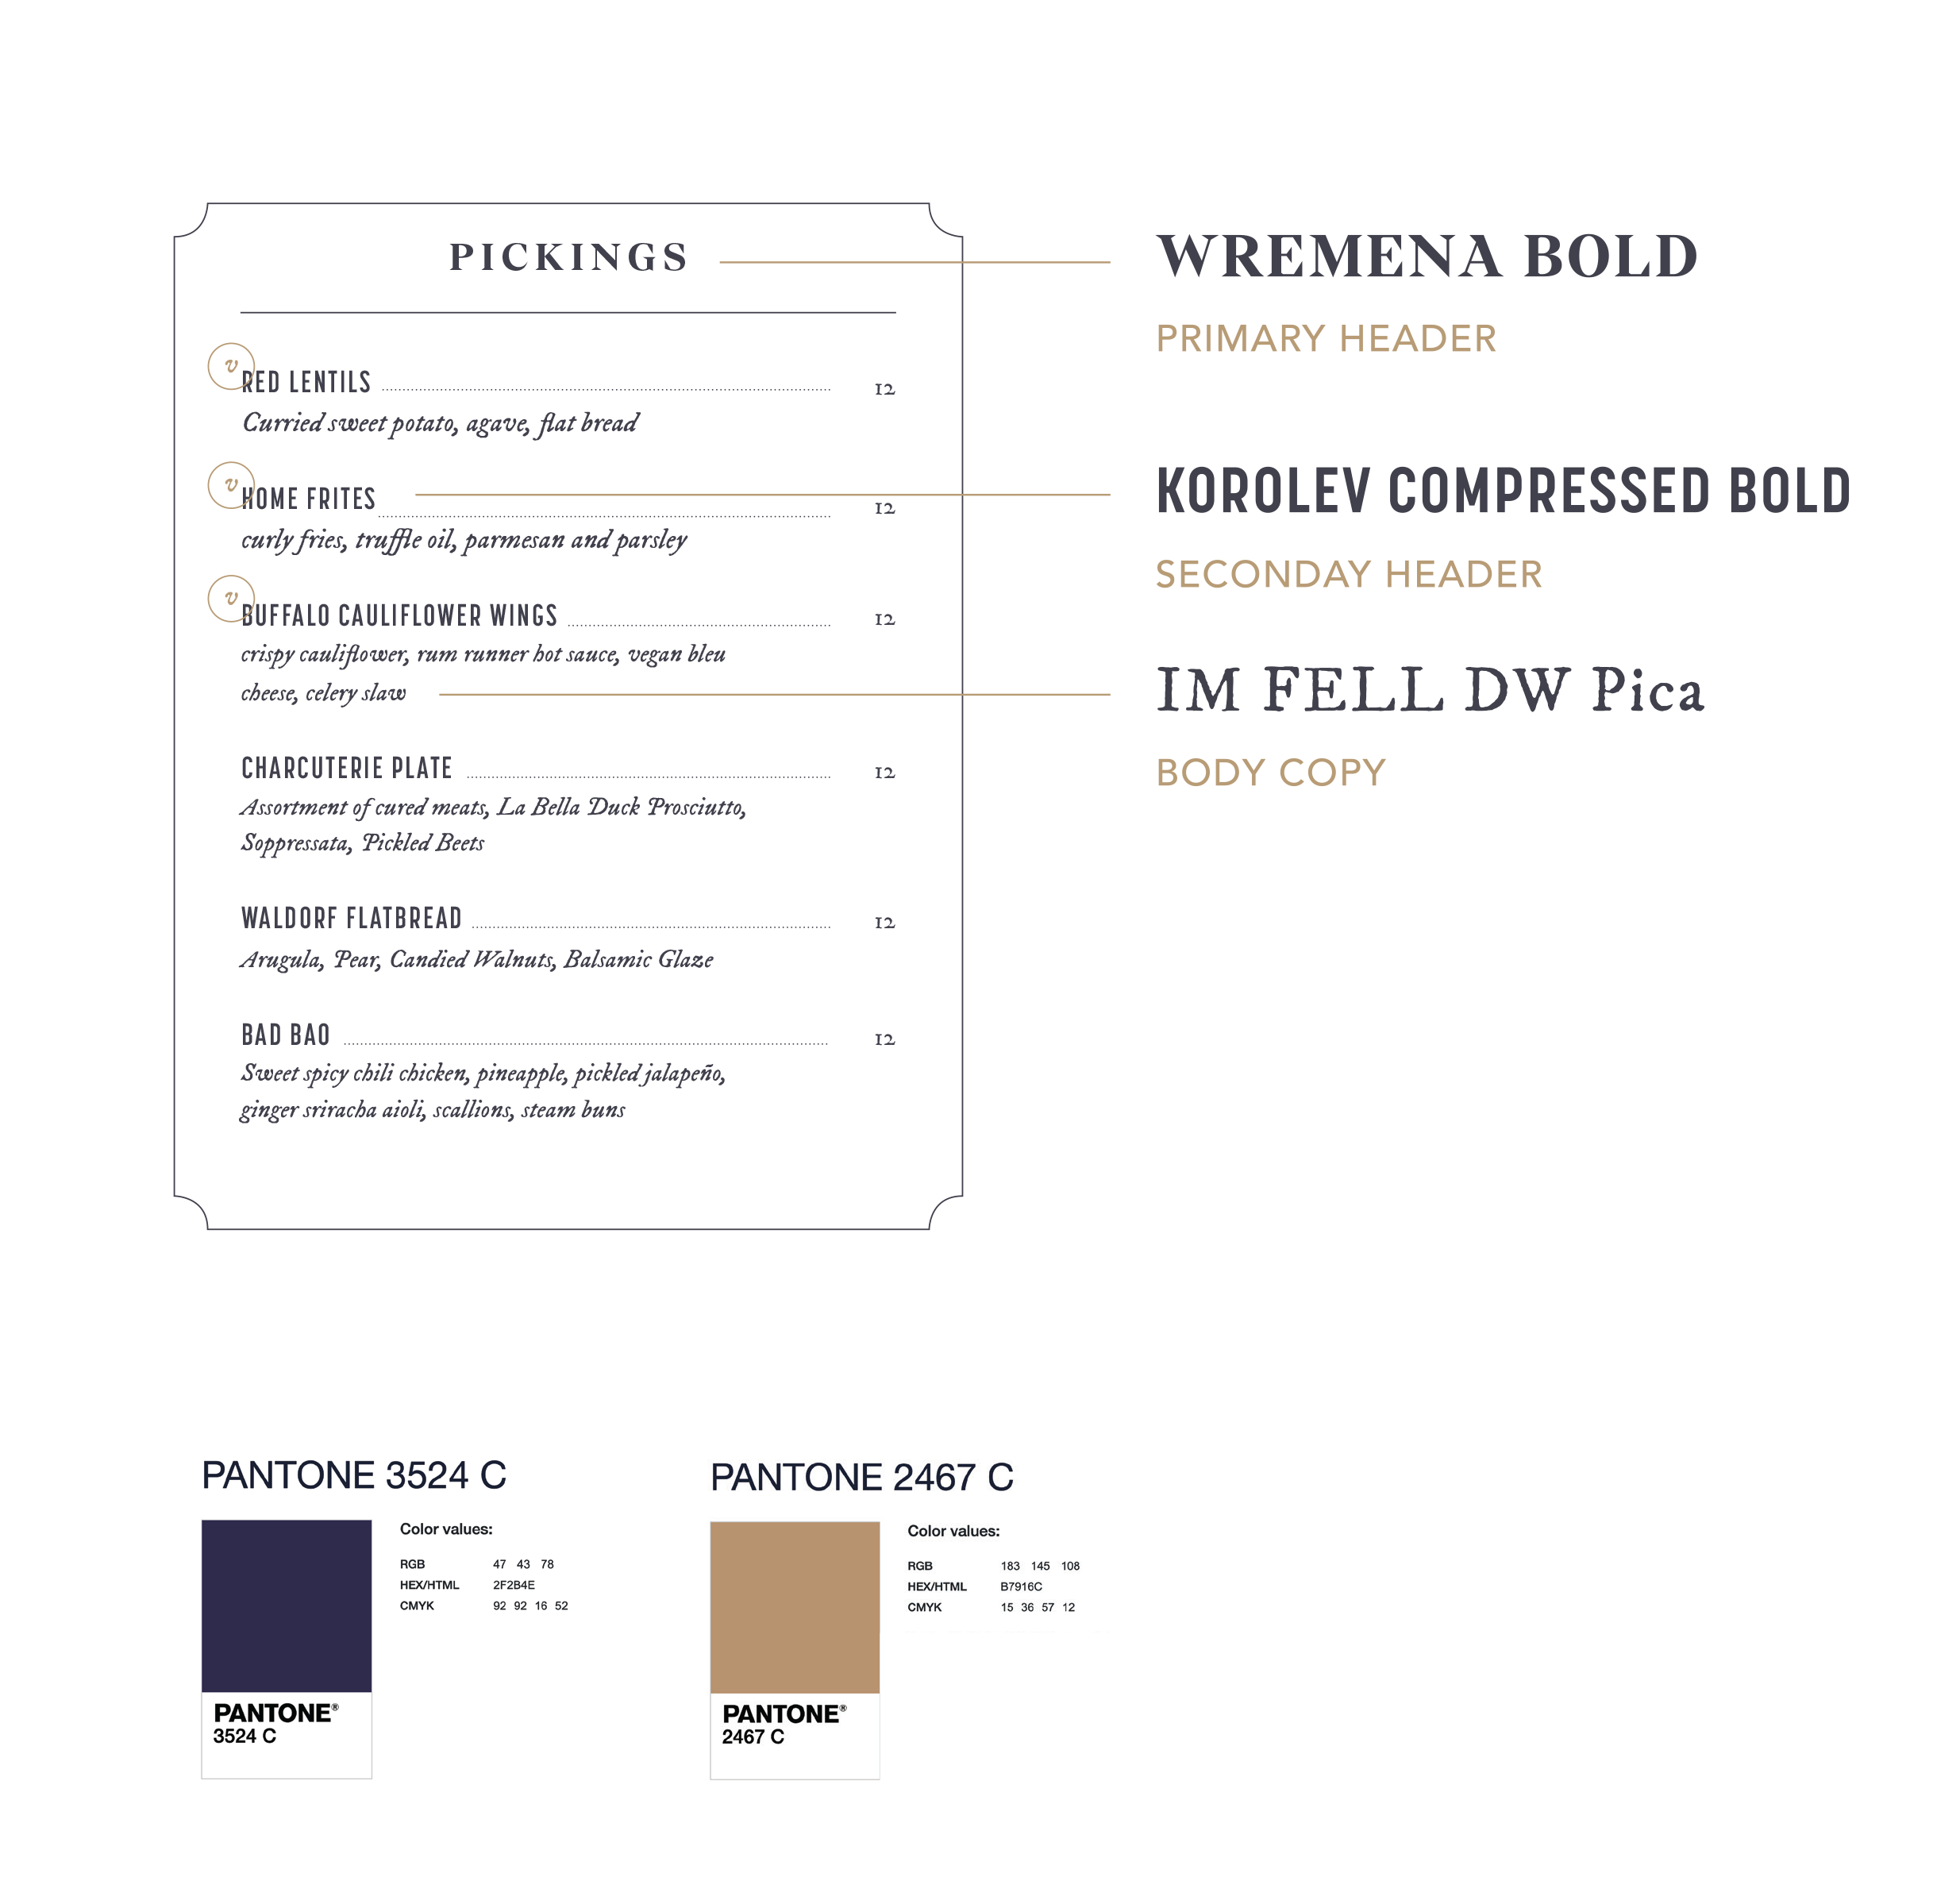 PICKINGS
v
RED LENTILS 12
Curried sweet potato, agave, flat bread
v
HOME FRITES 12
curly fries, truffle oil, parmesan and parsley
v
BUFFALO CAULIFLOWER WINGS 12
crispy cauliflower, rum runner hot sauce, vegan bleu
cheese, celery slaw
CHARCUTERIE PLATE 12
Assortment of cured meats, La Bella Duck Prosciutto,
Soppressata, Pickled Beets
WALDORF FLATBREAD 12
Arugula, Pear, Candied Walnuts, Balsamic Glaze
BAD BAO 12
Sweet spicy chili chicken, pineapple, pickled jalapeño,
ginger sriracha aioli, scallions, steam buns
WREMENA BOLD
PRIMARY HEADER
KOROLEV COMPRESSED BOLD
SECONDAY HEADER
IM FELL DW Pica
BODY COPY
PANTONE 3524 C
Color values:
RGB 47 43 78
HEX/HTML 2F2B4E
CMYK 92 92 16 52
PANTONE®
3524 C
PANTONE 2467 C
Color values:
RGB 183 145 108
HEX/HTML B7916C
CMYK 15 36 57 12
PANTONE®
2467 C